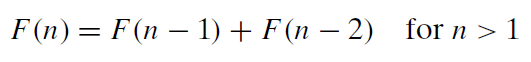 F(n) = F(n − 1) + F(n − 2) for n > 1